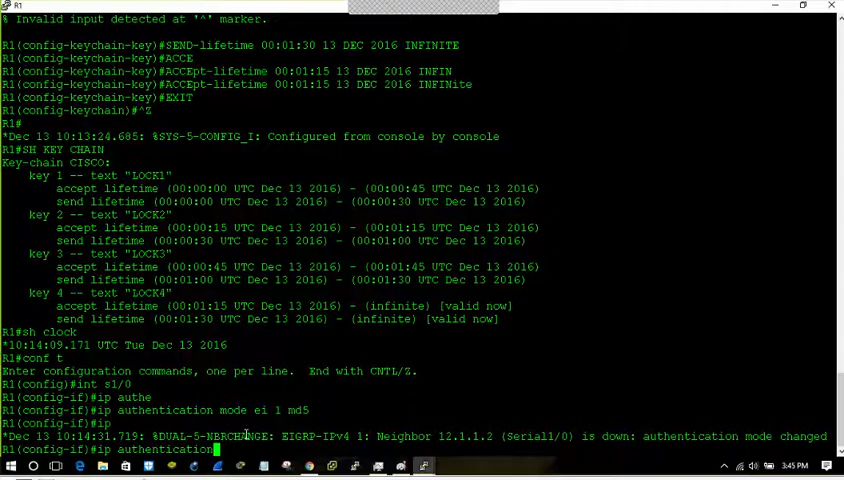 R1
% Invalid input detected at '^' marker.
R1(config-keychain-key)#SEND-lifetime 00:01:30 13 DEC 2016 INFINITE
R1(config-keychain-key)#ACCE
R1(config-keychain-key)#ACCEpt-lifetime 00:01:15 13 DEC 2016 INFIN
R1(config-keychain-key)#ACCEpt-lifetime 00:01:15 13 DEC 2016 INFINite
R1(config-keychain-key)#EXIT
R1(config-keychain)#^Z
R1#
*Dec 13 10:13:24.685: %SYS-5-CONFIG_I: Configured from console by console
R1#SH KEY CHAIN
Key-chain CISCO:
key 1 -- text "LOCK1"
accept lifetime (00:00:00 UTC Dec 13 2016) - (00:00:45 UTC Dec 13 2016)
send lifetime (00:00:00 UTC Dec 13 2016) - (00:00:30 UTC Dec 13 2016)
key 2 -- text "LOCK2"
accept lifetime (00:00:15 UTC Dec 13 2016) - (00:01:15 UTC Dec 13 2016)
send lifetime (00:00:30 UTC Dec 13 2016) - (00:01:00 UTC Dec 13 2016)
key 3 -- text "LOCK3"
accept lifetime (00:00:45 UTC Dec 13 2016) - (00:01:45 UTC Dec 13 2016)
send lifetime (00:01:00 UTC Dec 13 2016) - (00:01:30 UTC Dec 13 2016)
key 4 -- text "LOCK4"
accept lifetime (00:01:15 UTC Dec 13 2016) - (infinite) [valid now]
send lifetime (00:01:30 UTC Dec 13 2016) - (infinite) [valid now]
R1#sh clock
*10:14:09.171 UTC Tue Dec 13 2016
R1#conf t
Enter configuration commands, one per line.  End with CNTL/Z.
R1(config)#int s1/0
R1(config-if)#ip authe
R1(config-if)#ip authentication mode ei 1 md5
R1(config-if)#ip
*Dec 13 10:14:31.719: %DUAL-5-NBRCHANGE: EIGRP-IPv4 1: Neighbor 12.1.1.2 (Serial1/0) is down: authentication mode changed
R1(config-if)#ip authentication
3:45 PM